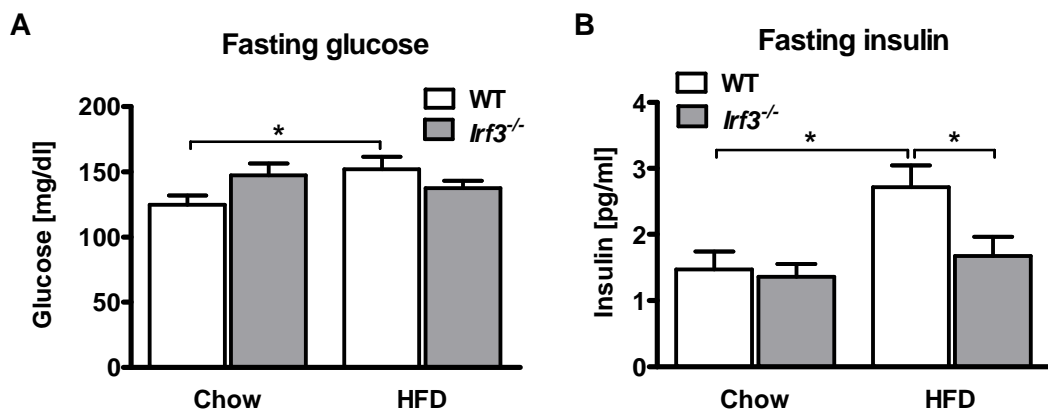 A
Fasting glucose
WT
Irf3-/-
Glucose [mg/dl]
200
150
100
50
0
*
Chow
HFD
B
Fasting insulin
WT
Irf3-/-
Insulin [pg/ml]
4
3
2
1
0
*
*
Chow
HFD